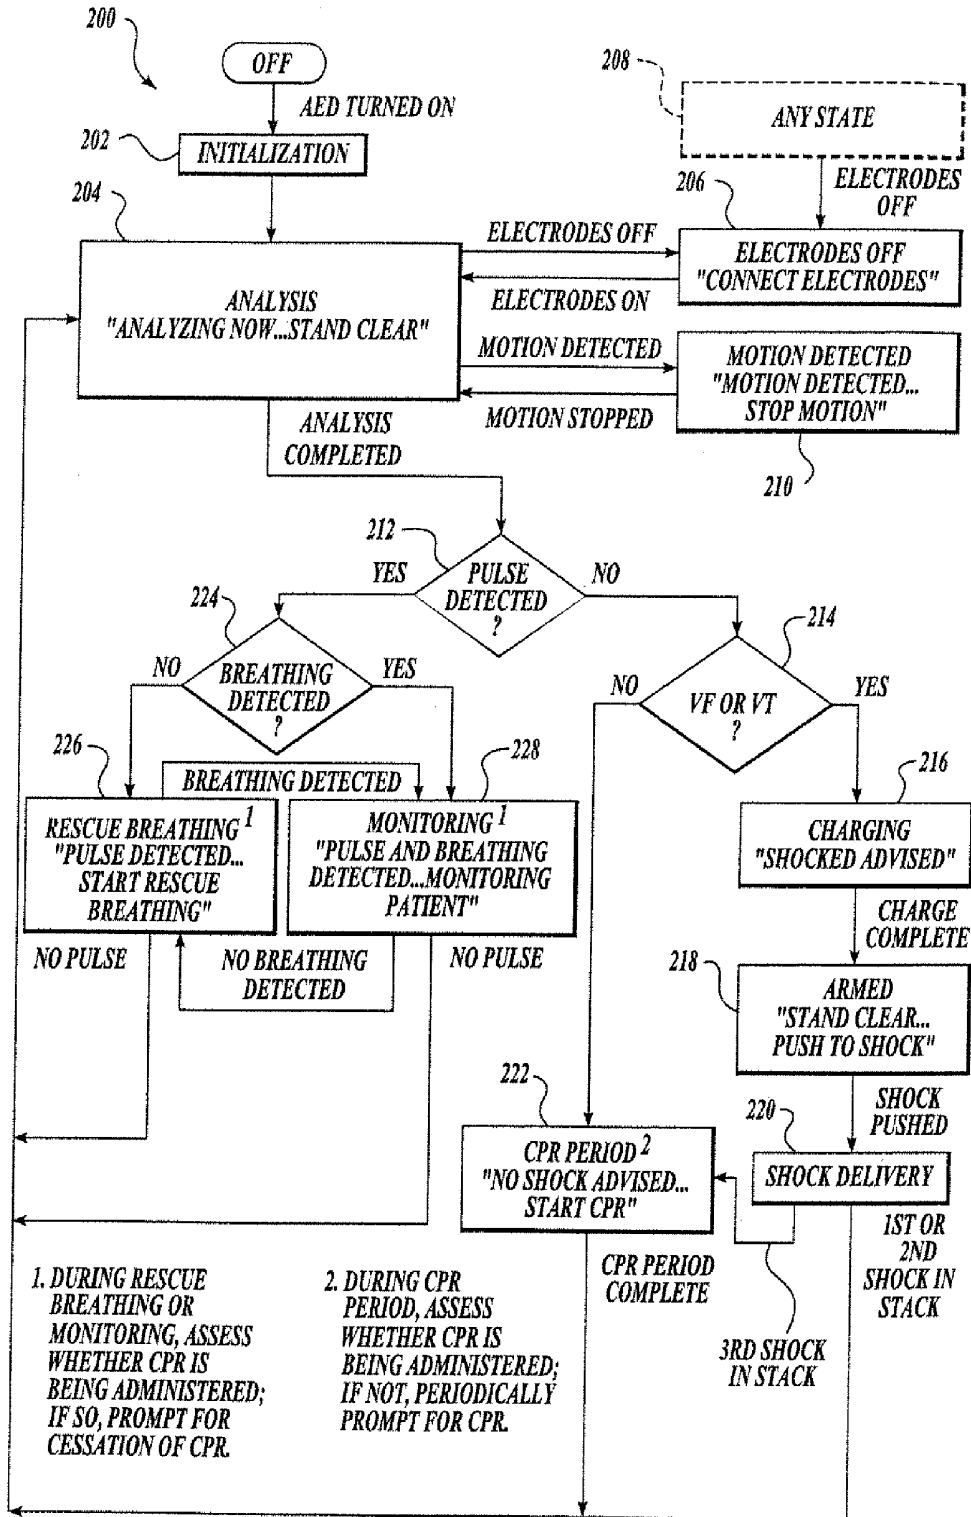 200
OFF
AED TURNED ON
202
INITIALIZATION
208
ANY STATE
ELECTRODES
OFF
204
ANALYSIS
"ANALYZING NOW...STAND CLEAR"
ELECTRODES OFF
ELECTRODES ON
206
ELECTRODES OFF
"CONNECT ELECTRODES"
MOTION DETECTED
MOTION STOPPED
MOTION DETECTED
"MOTION DETECTED...
STOP MOTION"
210
ANALYSIS
COMPLETED
212
PULSE
DETECTED
?
YES
NO
224
BREATHING
DETECTED
?
NO
YES
214
VF OR VT
?
NO
YES
226
BREATHING DETECTED
228
RESCUE BREATHING 1
"PULSE DETECTED...
START RESCUE
BREATHING"
MONITORING 1
"PULSE AND BREATHING
DETECTED...MONITORING
PATIENT"
216
CHARGING
"SHOCKED ADVISED"
NO PULSE
NO BREATHING
DETECTED
NO PULSE
CHARGE
COMPLETE
218
ARMED
"STAND CLEAR...
PUSH TO SHOCK"
SHOCK
PUSHED
222
CPR PERIOD 2
"NO SHOCK ADVISED...
START CPR"
220
SHOCK DELIVERY
CPR PERIOD
COMPLETE
1ST OR
2ND
SHOCK IN
STACK
3RD SHOCK
IN STACK
1. DURING RESCUE
BREATHING OR
MONITORING, ASSESS
WHETHER CPR IS
BEING ADMINISTERED;
IF SO, PROMPT FOR
CESSATION OF CPR.
2. DURING CPR
PERIOD, ASSESS
WHETHER CPR IS
BEING ADMINISTERED;
IF NOT, PERIODICALLY
PROMPT FOR CPR.